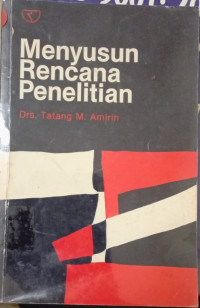 Menyusun
Rencana
Penelitian
Drs. Tatang M. Amirin